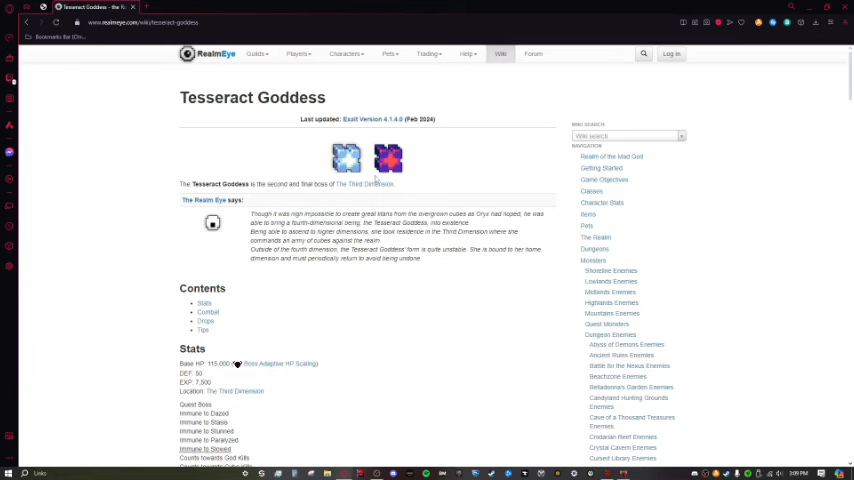 Tesseract Goddess - the R
www.realmeye.com/wiki/tesseract-goddess
Bookmarks Bar (Chr...
RealmEye
Guilds
Players
Characters
Pets
Trading
Help
Wiki
Forum
Log in
Tesseract Goddess
Last updated: Exalt Version 4.1.4.0 (Feb 2024)
The Tesseract Goddess is the second and final boss of The Third Dimension.
The Realm Eye says:
Though it was nigh impossible to create great titans from the overgrown cubes as Oryx had hoped, he was
able to bring a fourth-dimensional being, the Tesseract Goddess, into existence.
Being able to ascend to higher dimensions, she took residence in the Third Dimension where she
commands an army of cubes against the realm.
Outside of the fourth dimension, the Tesseract Goddess' form is quite unstable. She is bound to her home
dimension and must periodically return to avoid being undone.
Contents
Stats
Combat
Drops
Tips
Stats
Base HP: 115,000 ( Boss Adaptive HP Scaling)
DEF: 50
EXP: 7,500
Location: The Third Dimension
Quest Boss
Immune to Dazed
Immune to Stasis
Immune to Stunned
Immune to Paralyzed
Immune to Slowed
Counts towards God Kills
Counts towards Cube Kills
WIKI SEARCH
Wiki search
NAVIGATION
Realm of the Mad God
Getting Started
Game Objectives
Classes
Character Stats
Items
Pets
The Realm
Dungeons
Monsters
Shoreline Enemies
Lowlands Enemies
Midlands Enemies
Highlands Enemies
Mountains Enemies
Quest Monsters
Dungeon Enemies
Abyss of Demons Enemies
Ancient Ruins Enemies
Battle for the Nexus Enemies
Beachzone Enemies
Belladonna's Garden Enemies
Candyland Hunting Grounds
Enemies
Cave of a Thousand Treasures
Enemies
Cnidarian Reef Enemies
Crystal Cavern Enemies
Cursed Library Enemies
Links
3:09 PM